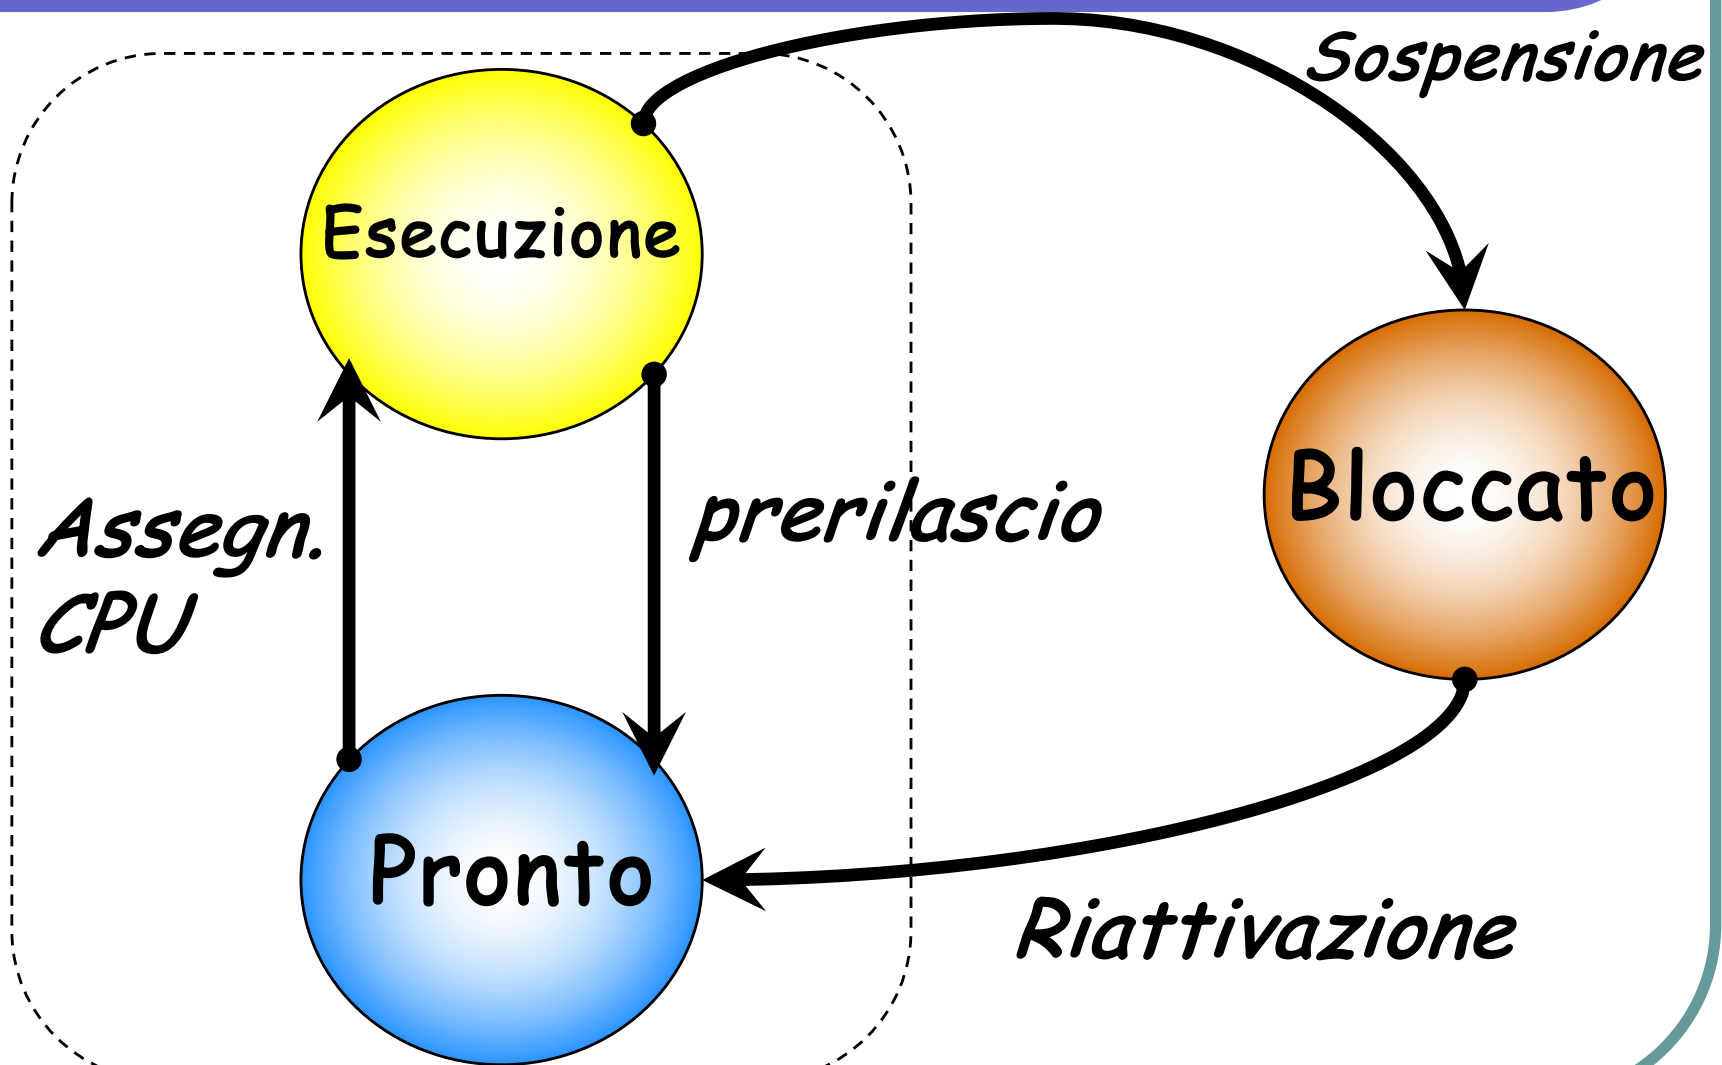 Sospensione
Esecuzione
Bloccato
Assegn.
CPU
prerilascio
Pronto
Riattivazione